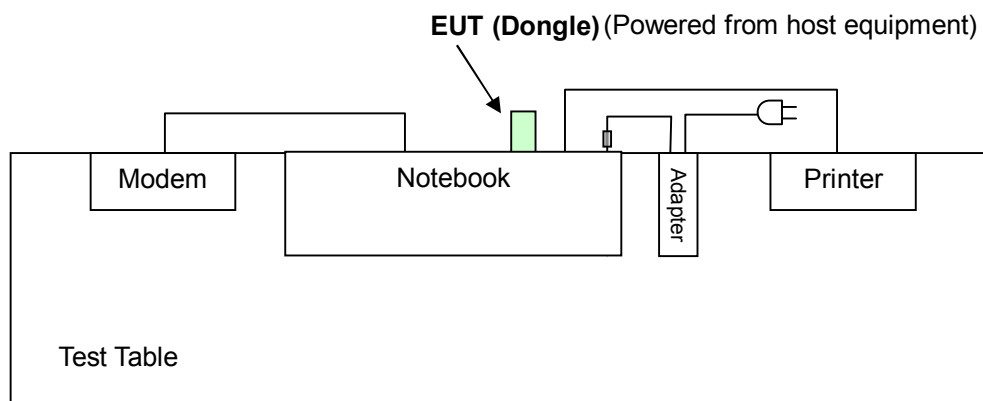 EUT (Dongle) (Powered from host equipment)
Modem
Notebook
Adapter
Printer
Test Table